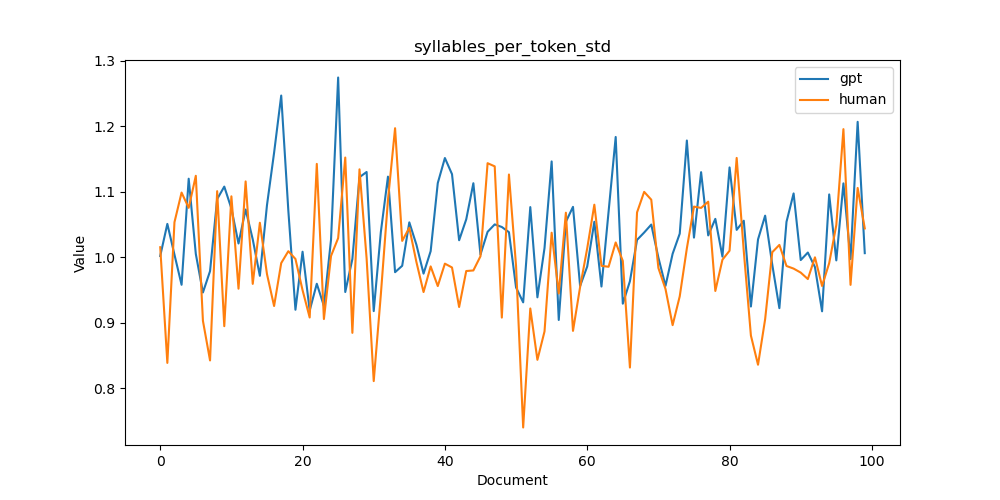 syllables_per_token_std
gpt
human
1.3
1.2
1.1
1.0
0.9
0.8
Value
0
20
40
60
80
100
Document